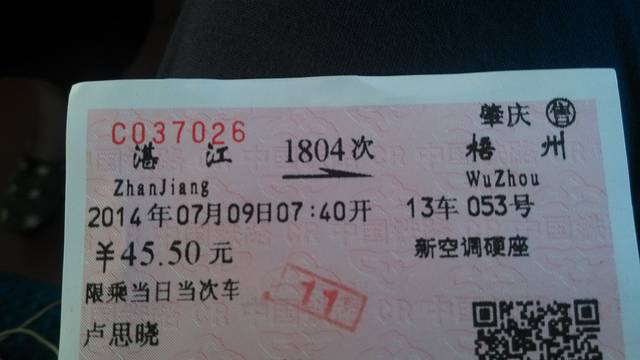 肇庆 售
C037026
湛江 1804次 梧州
ZhanJiang WuZhou
2014年07月09日07:40开 13车 053号
￥45.50元 新空调硬座
限乘当日当次车 11
卢思晓